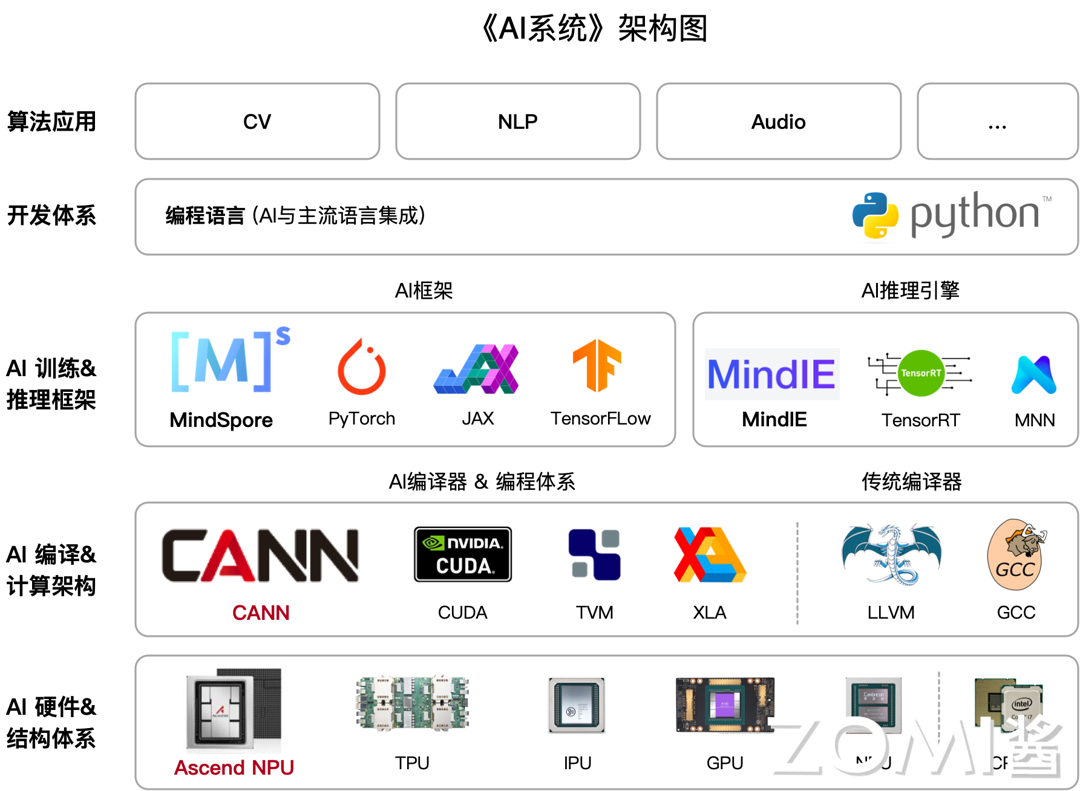 《AI系统》架构图
算法应用
CV
NLP
Audio
...
开发体系
编程语言 (AI与主流语言集成)
python™
AI框架
AI推理引擎
AI 训练&
推理框架
[M]s
MindSpore
PyTorch
JAX
TensorFLow
MindIE
MindIE
TensorRT
TensorRT
MNN
AI编译器 & 编程体系
传统编译器
AI 编译&
计算架构
CANN
CANN
NVIDIA.
CUDA.
CUDA
TVM
XLA
LLVM
GCC
GCC
AI 硬件&
结构体系
Ascend NPU
TPU
IPU
GPU
Cambricon
NPU
intel
ZOMI酱